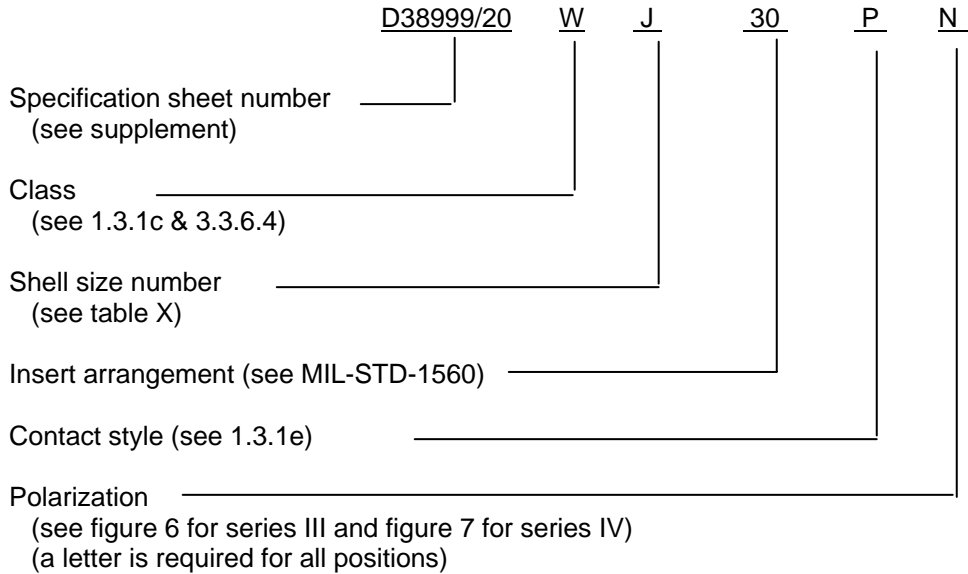 D38999/20 W J 30 P N
Specification sheet number
(see supplement)
Class
(see 1.3.1c & 3.3.6.4)
Shell size number
(see table X)
Insert arrangement (see MIL-STD-1560)
Contact style (see 1.3.1e)
Polarization
(see figure 6 for series III and figure 7 for series IV)
(a letter is required for all positions)